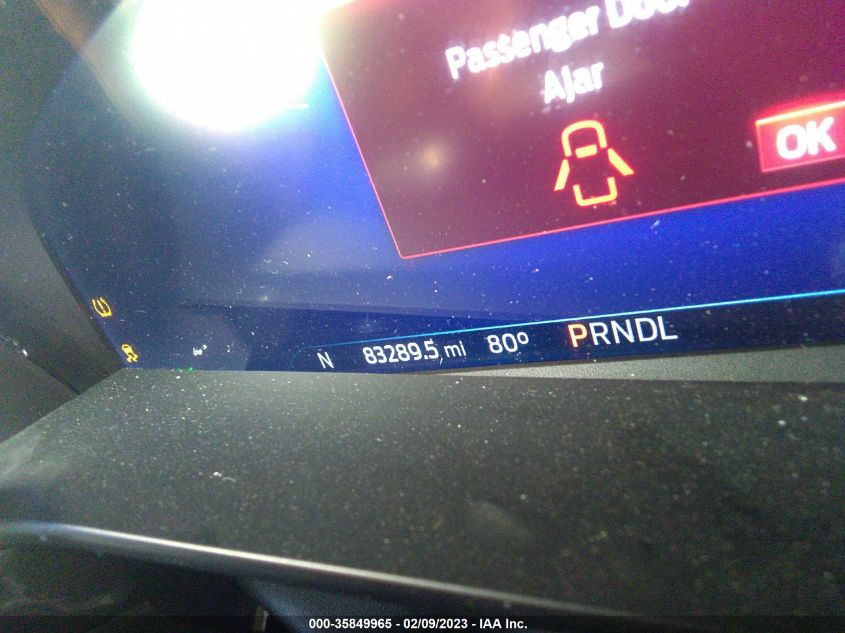 Passenger Door
Ajar
OK
N 83289.5 mi 80° PRNDL
000-35849965 - 02/09/2023 - IAA Inc.